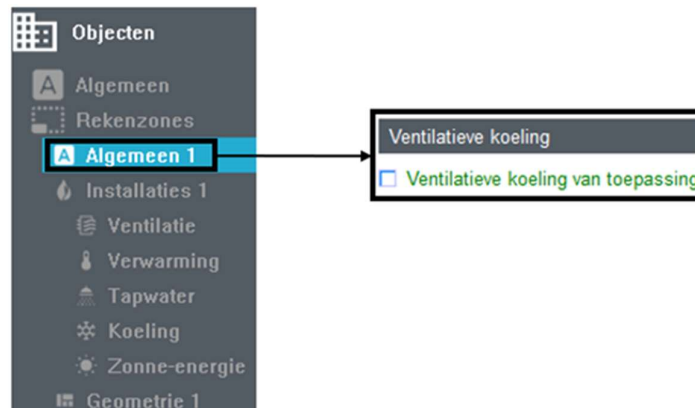 Objecten
A Algemeen
Rekenzones
A Algemeen 1
Installaties 1
Ventilatie
Verwarming
Tapwater
Koeling
Zonne-energie
Geometrie 1
Ventilatieve koeling
Ventilatieve koeling van toepassing